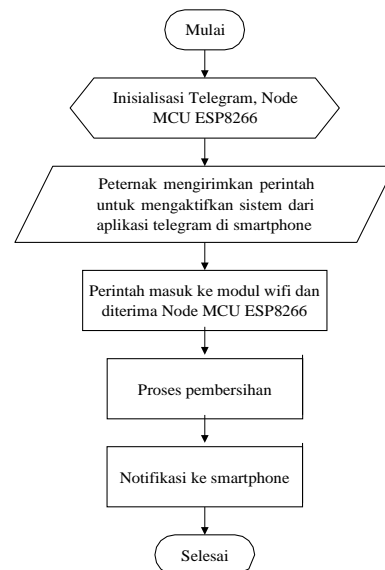 Mulai
Inisialisasi Telegram, Node
MCU ESP8266
Peternak mengirimkan perintah
untuk mengaktifkan sistem dari
aplikasi telegram di smartphone
Perintah masuk ke modul wifi dan
diterima Node MCU ESP8266
Proses pembersihan
Notifikasi ke smartphone
Selesai